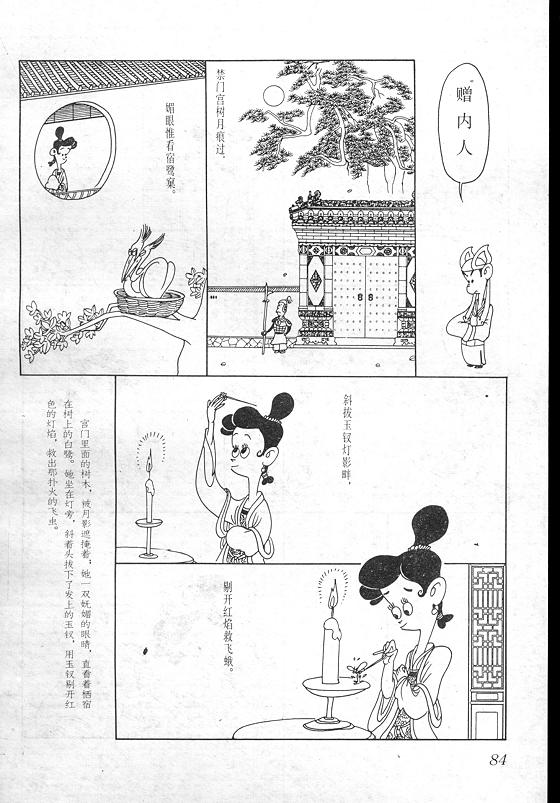 赠内人
禁门宫树月痕过，
媚眼惟看宿鹭窠。
斜拔玉钗灯影畔，
剔开红焰救飞蛾。
宫门里面的树木，被月影遮掩着；她一双妩媚的眼睛，直看着栖宿
在树上的白鹭。她坐在灯旁，斜着头拔下了发上的玉钗，用玉钗剔开红
色的灯焰，救出那扑火的飞虫。
84